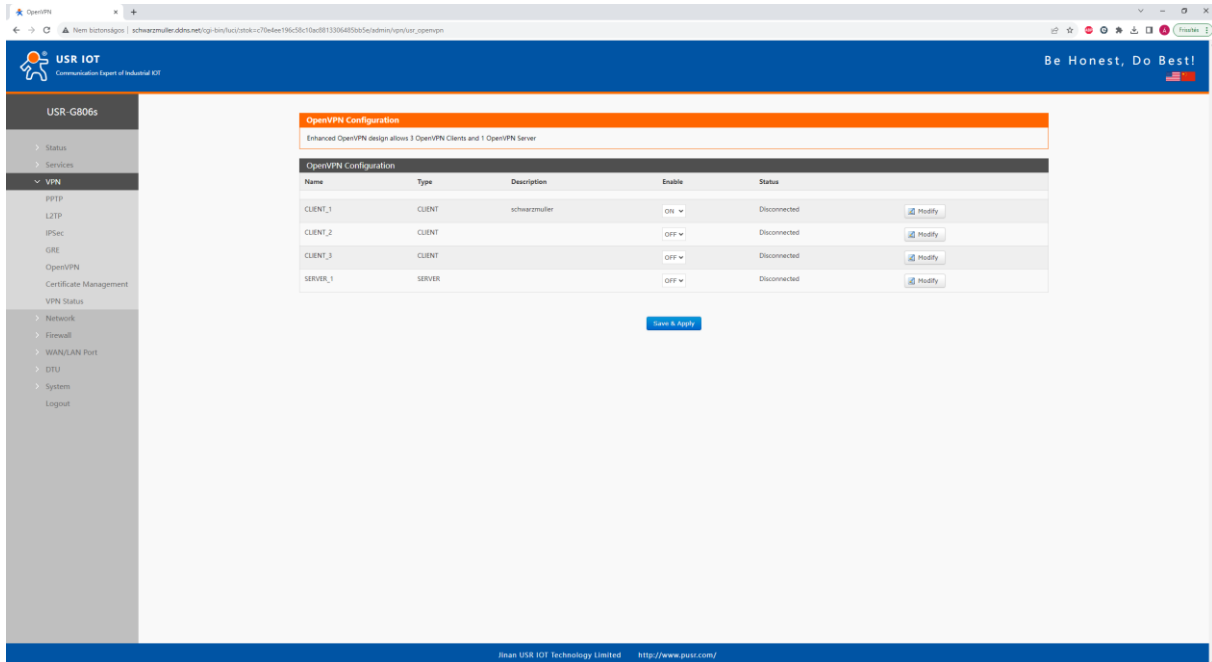 OpenVPN
Nem biztonságos | schwarzmuller.ddns.net/cgi-bin/luci/;stok=c70e4ee196c58c10ad8813306485bb5e/admin/vpn/usr_openvpn
Frissítés
USR IOT
Communication Expert of Industrial IOT
Be Honest, Do Best!
USR-G806s
Status
Services
VPN
PPTP
L2TP
IPSec
GRE
OpenVPN
Certificate Management
VPN Status
Network
Firewall
WAN/LAN Port
DTU
System
Logout
OpenVPN Configuration
Enhanced OpenVPN design allows 3 OpenVPN Clients and 1 OpenVPN Server
OpenVPN Configuration
Name Type Description Enable Status
CLIENT_1 CLIENT schwarzmuller ON Disconnected Modify
CLIENT_2 CLIENT OFF Disconnected Modify
CLIENT_3 CLIENT OFF Disconnected Modify
SERVER_1 SERVER OFF Disconnected Modify
Save & Apply
Jinan USR IOT Technology Limited http://www.pusr.com/